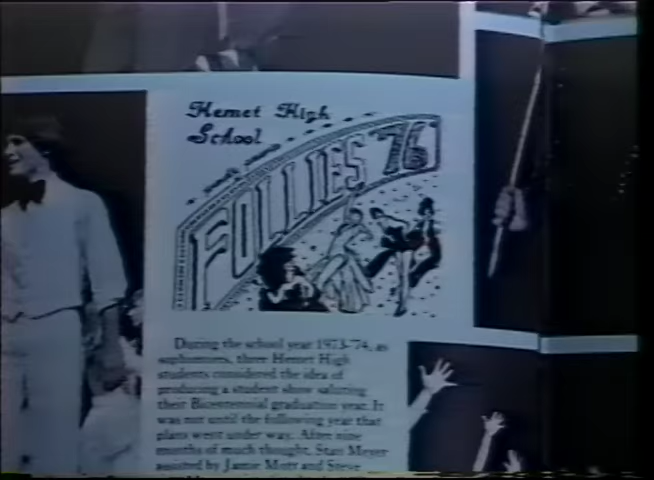 Hemet High
School
FOLLIES 76
During the school year 1973-'74, as
sophomores, three Hemet High
students considered the idea of
producing a student show saluting
their Bicentennial graduation year. It
was not until the following year that
plans went under way. After nine
months of much thought, Stan Meyer
assisted by Jamie Mott and Steve